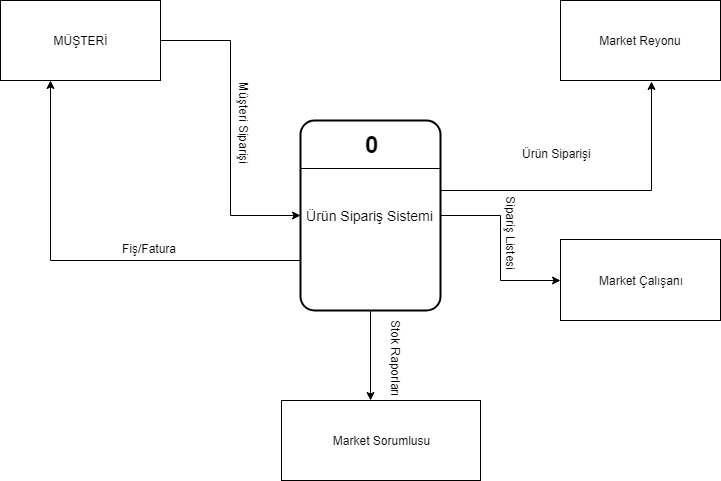 MÜŞTERİ
Market Reyonu
Müşteri Siparişi
0
Ürün Siparişi
Ürün Sipariş Sistemi
Sipariş Listesi
Fiş/Fatura
Market Çalışanı
Stok Raporları
Market Sorumlusu